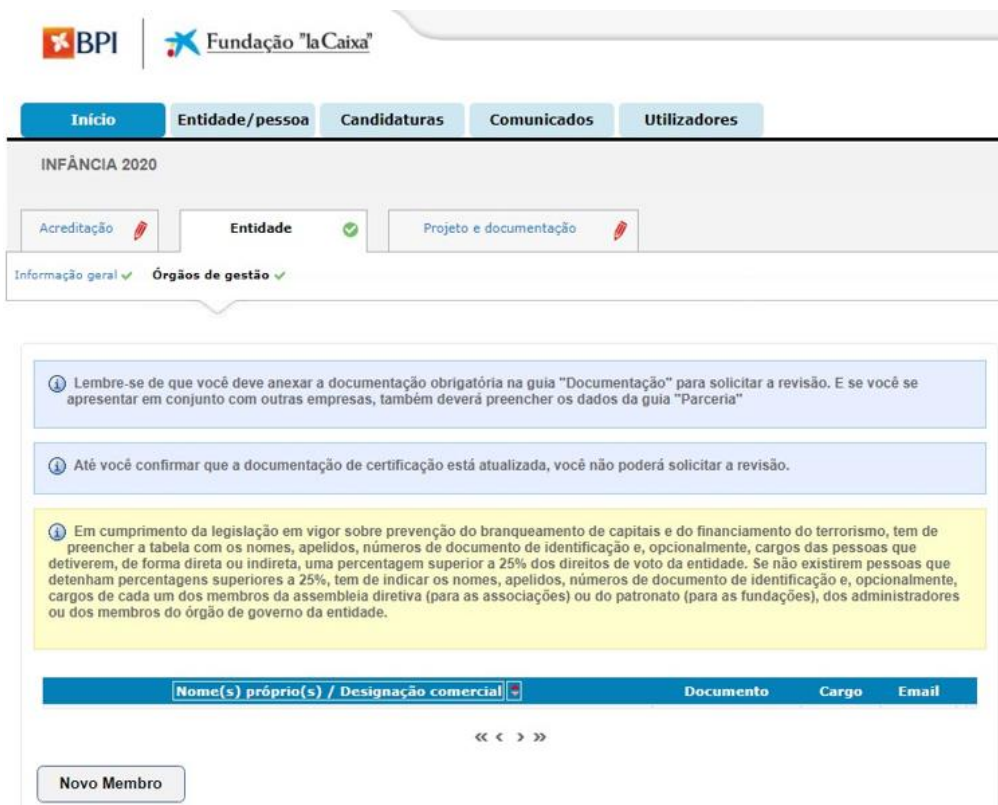 BPI
Fundação "la Caixa"
Início Entidade/pessoa Candidaturas Comunicados Utilizadores
INFÂNCIA 2020
Acreditação Entidade Projeto e documentação
Informação geral Órgãos de gestão
Lembre-se de que você deve anexar a documentação obrigatória na guia "Documentação" para solicitar a revisão. E se você se
apresentar em conjunto com outras empresas, também deverá preencher os dados da guia "Parceria"
Até você confirmar que a documentação de certificação está atualizada, você não poderá solicitar a revisão.
Em cumprimento da legislação em vigor sobre prevenção do branqueamento de capitais e do financiamento do terrorismo, tem de
preencher a tabela com os nomes, apelidos, números de documento de identificação e, opcionalmente, cargos das pessoas que
detiverem, de forma direta ou indireta, uma percentagem superior a 25% dos direitos de voto da entidade. Se não existirem pessoas que
detenham percentagens superiores a 25%, tem de indicar os nomes, apelidos, números de documento de identificação e, opcionalmente,
cargos de cada um dos membros da assembleia diretiva (para as associações) ou do patronato (para as fundações), dos administradores
ou dos membros do órgão de governo da entidade.
Nome(s) próprio(s) / Designação comercial Documento Cargo Email
« ‹ › »
Novo Membro